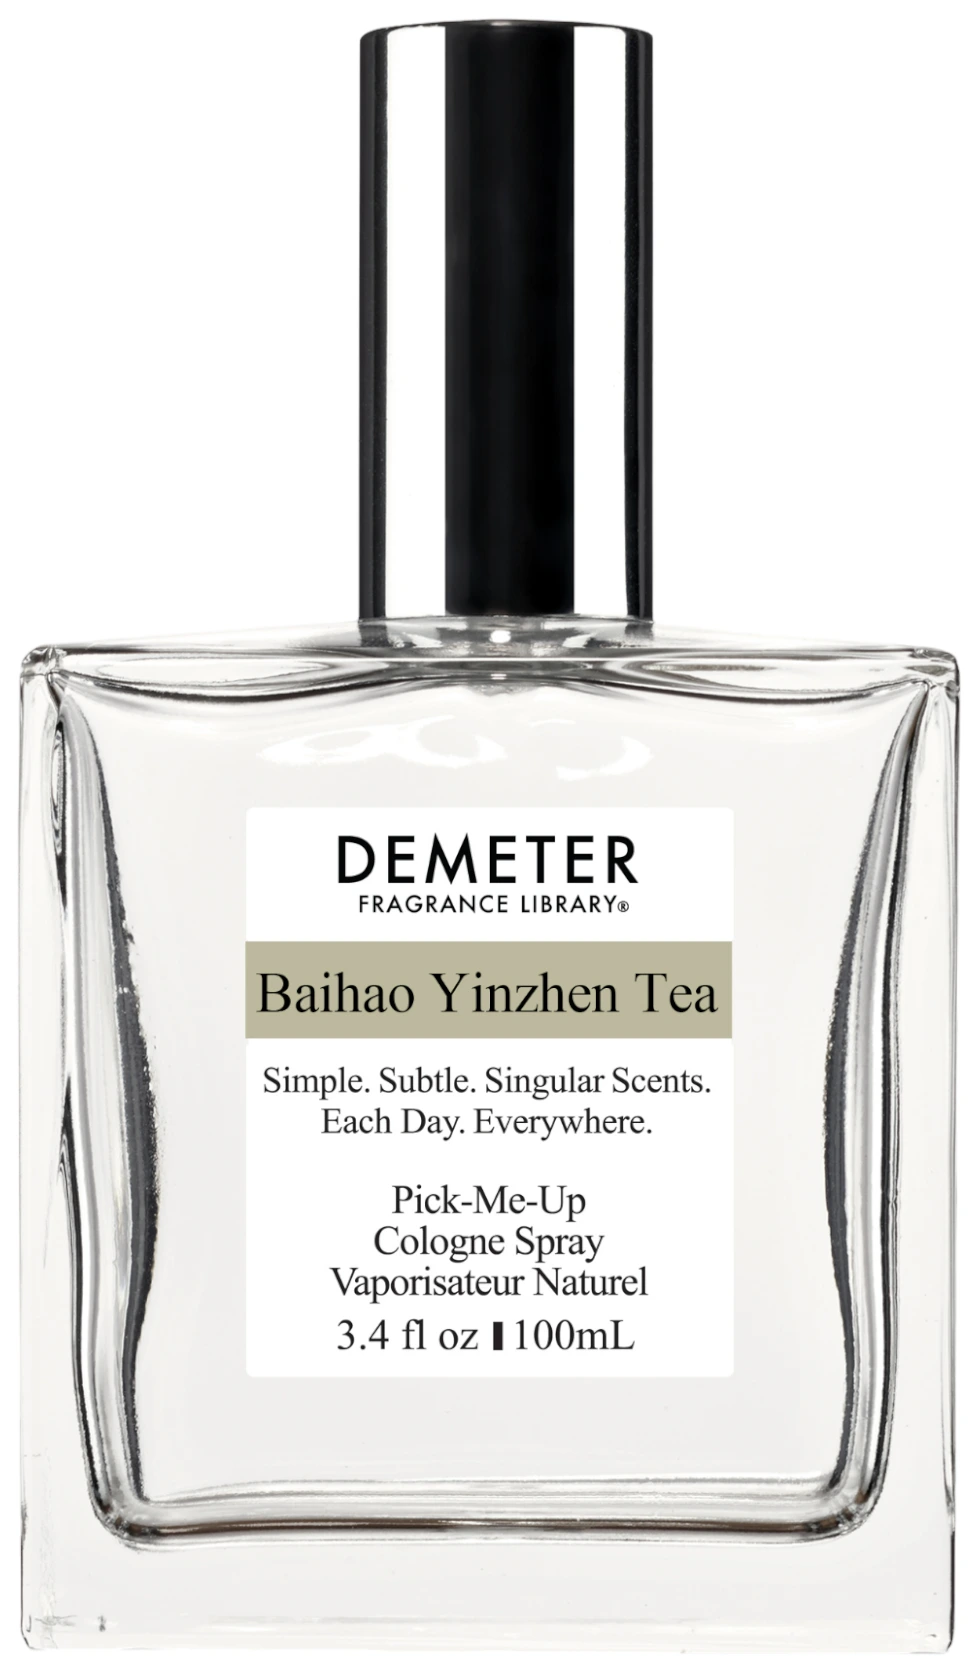 DEMETER
FRAGRANCE LIBRARY®
Baihao Yinzhen Tea
Simple. Subtle. Singular Scents.
Each Day. Everywhere.
Pick-Me-Up
Cologne Spray
Vaporisateur Naturel
3.4 fl oz ❚ 100mL